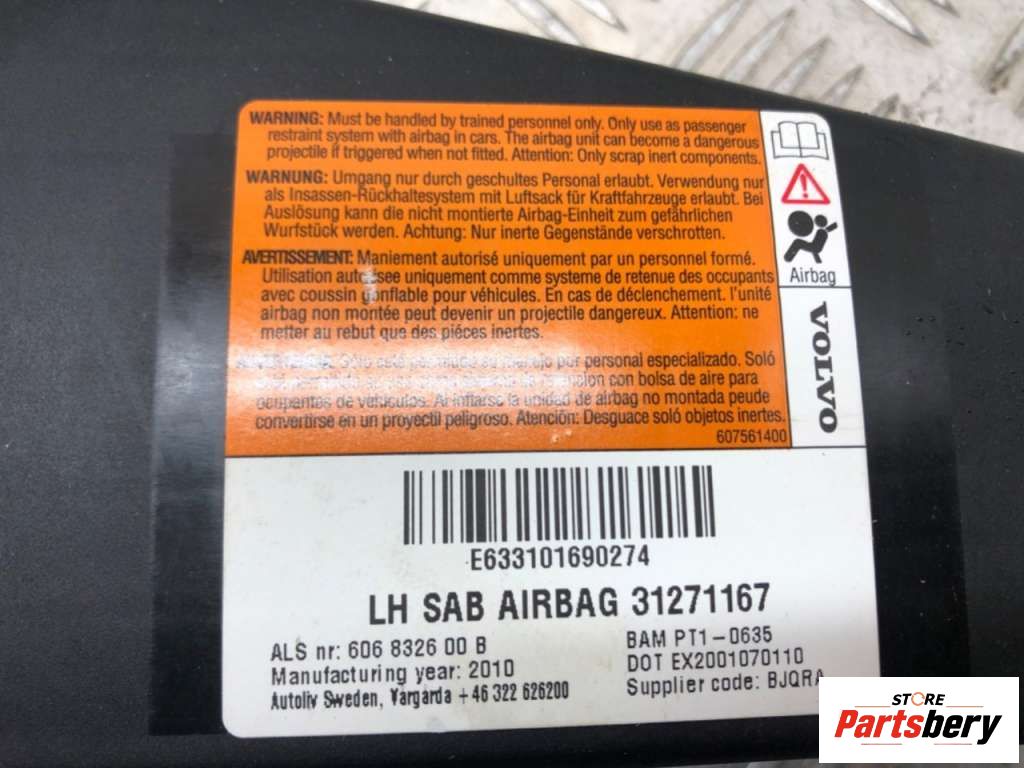 WARNING: Must be handled by trained personnel only. Only use as passenger
restraint system with airbag in cars. The airbag unit can become a dangerous
projectile if triggered when not fitted. Attention: Only scrap inert components.
WARNUNG: Umgang nur durch geschultes Personal erlaubt. Verwendung nur
als Insassen-Rückhaltesystem mit Luftsack für Kraftfahrzeuge erlaubt. Bei
Auslösung kann die nicht montierte Airbag-Einheit zum gefährlichen
Wurfstück werden. Achtung: Nur inerte Gegenstände verschrotten.
AVERTISSEMENT: Maniement autorisé uniquement par un personnel formé.
Utilisation autorisee uniquement comme systeme de retenue des occupants
avec coussin gonflable pour véhicules. En cas de déclenchement. l'unité
airbag non montée peut devenir un projectile dangereux. Attention: ne
metter au rebut que des piéces inertes.
Sólo está su manejo por personal especializado. Soló
con bolsa de aire para
ocupantes de vehículos. Al inflarse la unidad de airbag no montada peude
convertirse en un proyectil peligroso. Atención: Desguace soló objetos inertes.
607561400
Airbag
VOLVO
E633101690274
LH SAB AIRBAG 31271167
ALS nr: 606 8326 00 B
Manufacturing year: 2010
Autoliv Sweden, Vargarda +46 322 626200
BAM PT1-0635
DOT EX2001070110
Supplier code: BJQRA
STORE
Partsbery